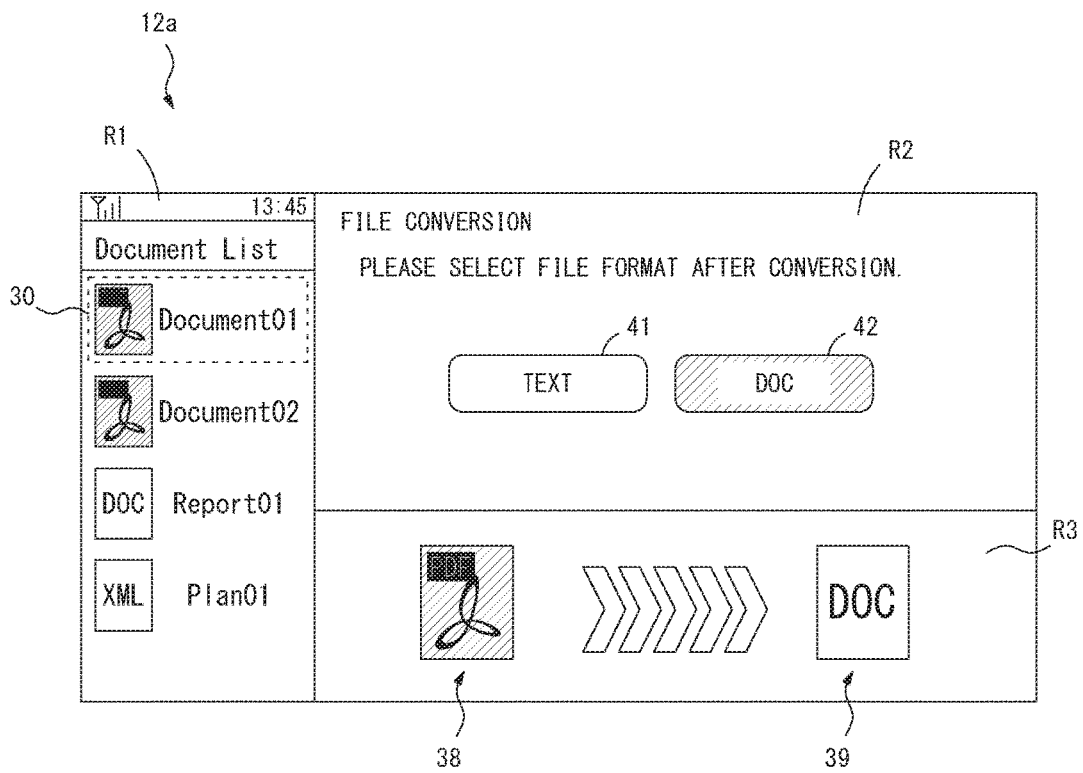 12a
R1
R2
13:45
FILE CONVERSION
Document List
PLEASE SELECT FILE FORMAT AFTER CONVERSION.
30
Document01
41
42
TEXT
DOC
Document02
DOC Report01
R3
XML Plan01
PDF
DOC
38
39